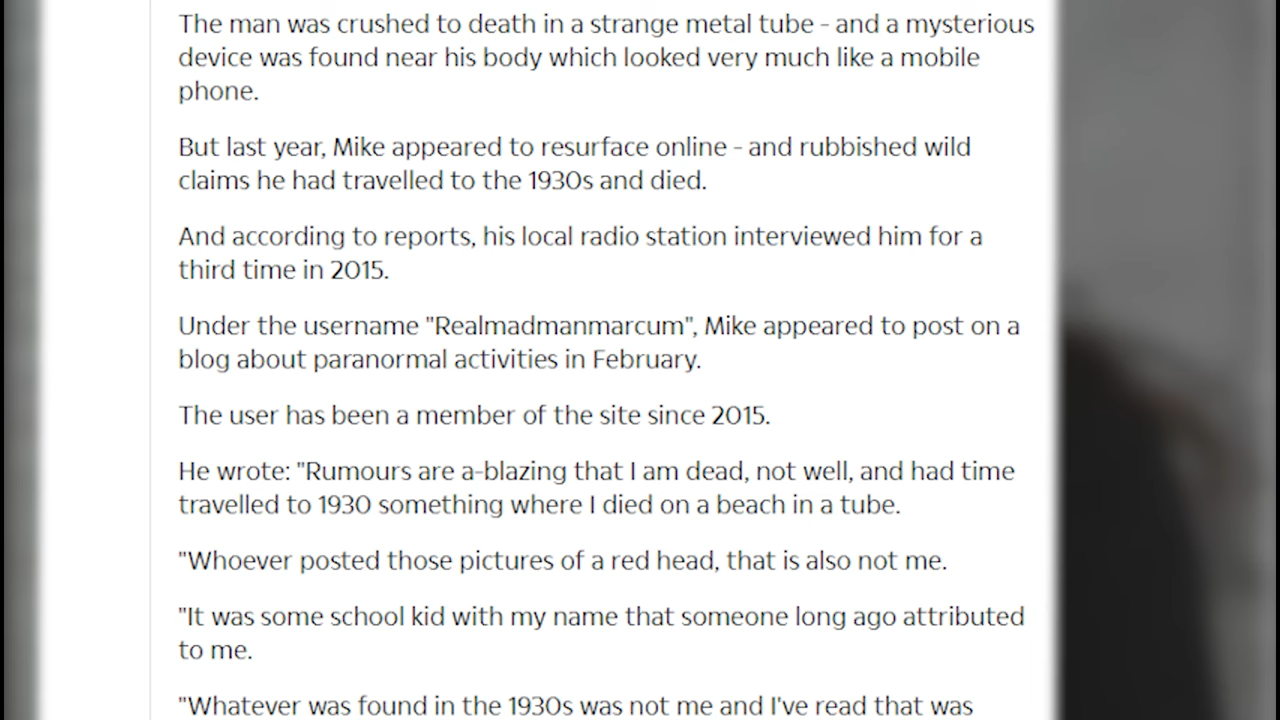 The man was crushed to death in a strange metal tube - and a mysterious
device was found near his body which looked very much like a mobile
phone.
But last year, Mike appeared to resurface online - and rubbished wild
claims he had travelled to the 1930s and died.
And according to reports, his local radio station interviewed him for a
third time in 2015.
Under the username "Realmadmanmarcum", Mike appeared to post on a
blog about paranormal activities in February.
The user has been a member of the site since 2015.
He wrote: "Rumours are a-blazing that I am dead, not well, and had time
travelled to 1930 something where I died on a beach in a tube.
"Whoever posted those pictures of a red head, that is also not me.
"It was some school kid with my name that someone long ago attributed
to me.
"Whatever was found in the 1930s was not me and I've read that was